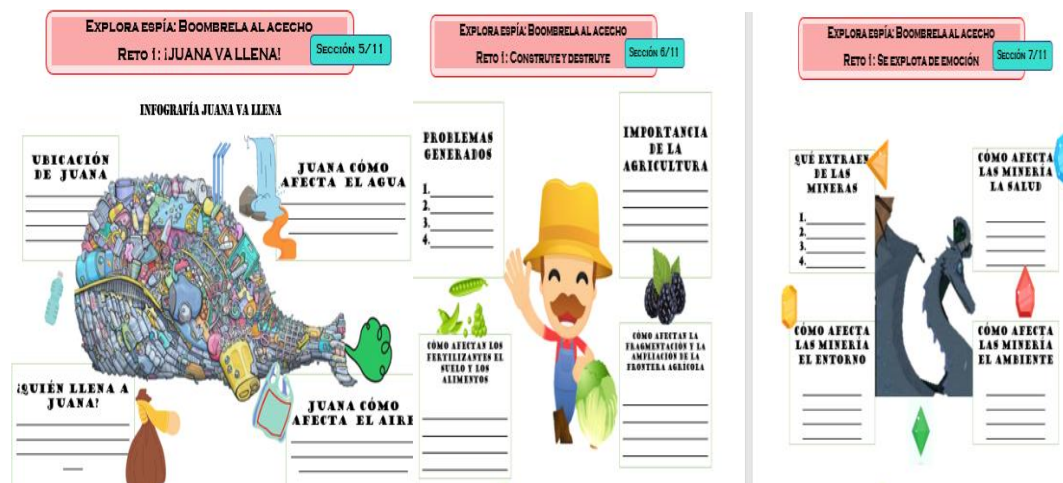 EXPLORA ESPÍA: BOOMBRELA AL ACECHO
RETO 1: ¡JUANA VA LLENA!
SECCIÓN 5/11
INFOGRAFÍA JUANA VA LLENA
UBICACIÓN
DE JUANA
JUANA CÓMO
AFECTA EL AGUA
¿QUIÉN LLENA A
JUANA?
JUANA CÓMO
AFECTA EL AIRE
EXPLORA ESPÍA: BOOMBRELA AL ACECHO
RETO 1: CONSTRUYE Y DESTRUYE
SECCIÓN 6/11
PROBLEMAS
GENERADOS
1.
2.
3.
4.
IMPORTANCIA
DE LA
AGRICULTURA
CÓMO AFECTAN LOS
FERTILIZANTES EL
SUELO Y LOS
ALIMENTOS
CÓMO AFECTAN LA
FRAGMENTACIÓN Y LA
AMPLIACIÓN DE LA
FRONTERA AGRÍCOLA
EXPLORA ESPÍA: BOOMBRELA AL ACECHO
RETO 1: SE EXPLOTA DE EMOCIÓN
SECCIÓN 7/11
QUÉ EXTRAEN
DE LAS
MINERAS
1.
2.
3.
4.
CÓMO AFECTA
LAS MINERÍA
LA SALUD
CÓMO AFECTA
LAS MINERÍA
EL ENTORNO
CÓMO AFECTA
LAS MINERÍA
EL AMBIENTE